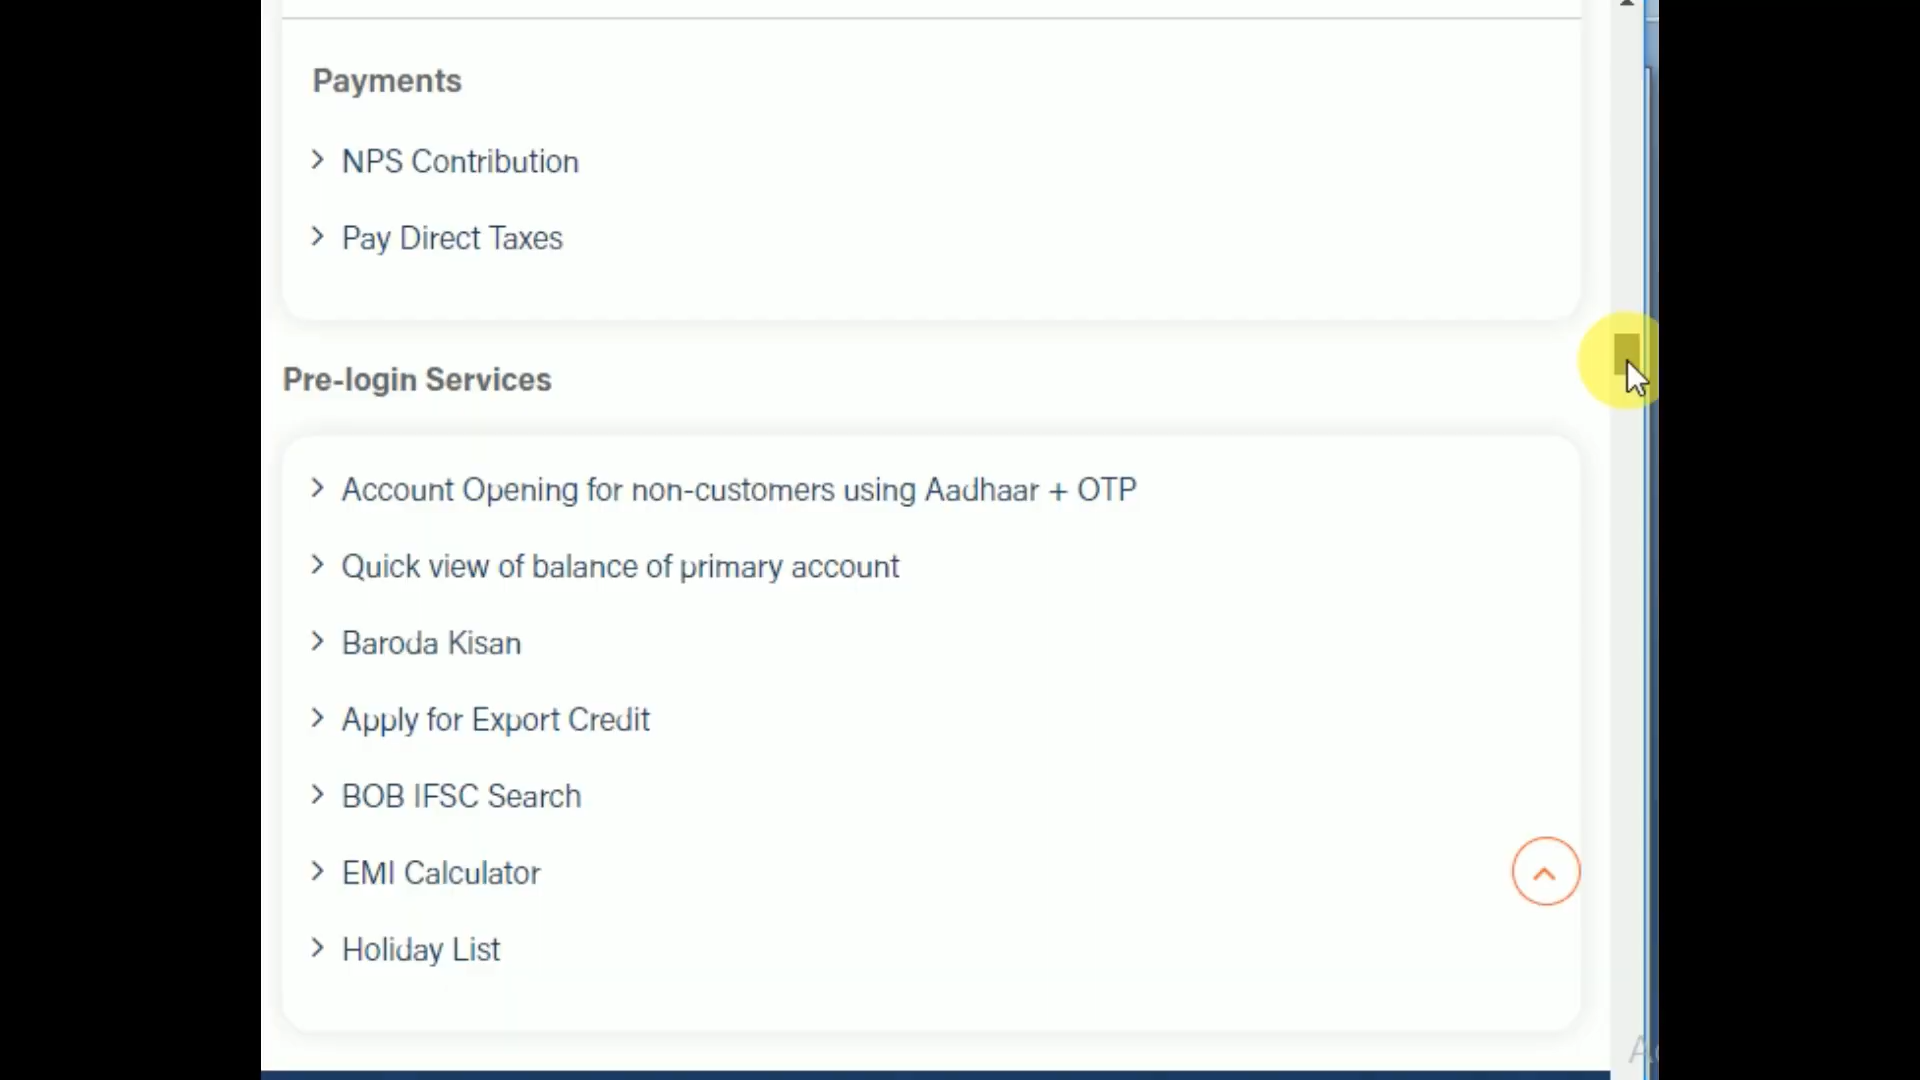 Payments
NPS Contribution
Pay Direct Taxes
Pre-login Services
Account Opening for non-customers using Aadhaar + OTP
Quick view of balance of primary account
Baroda Kisan
Apply for Export Credit
BOB IFSC Search
EMI Calculator
Holiday List